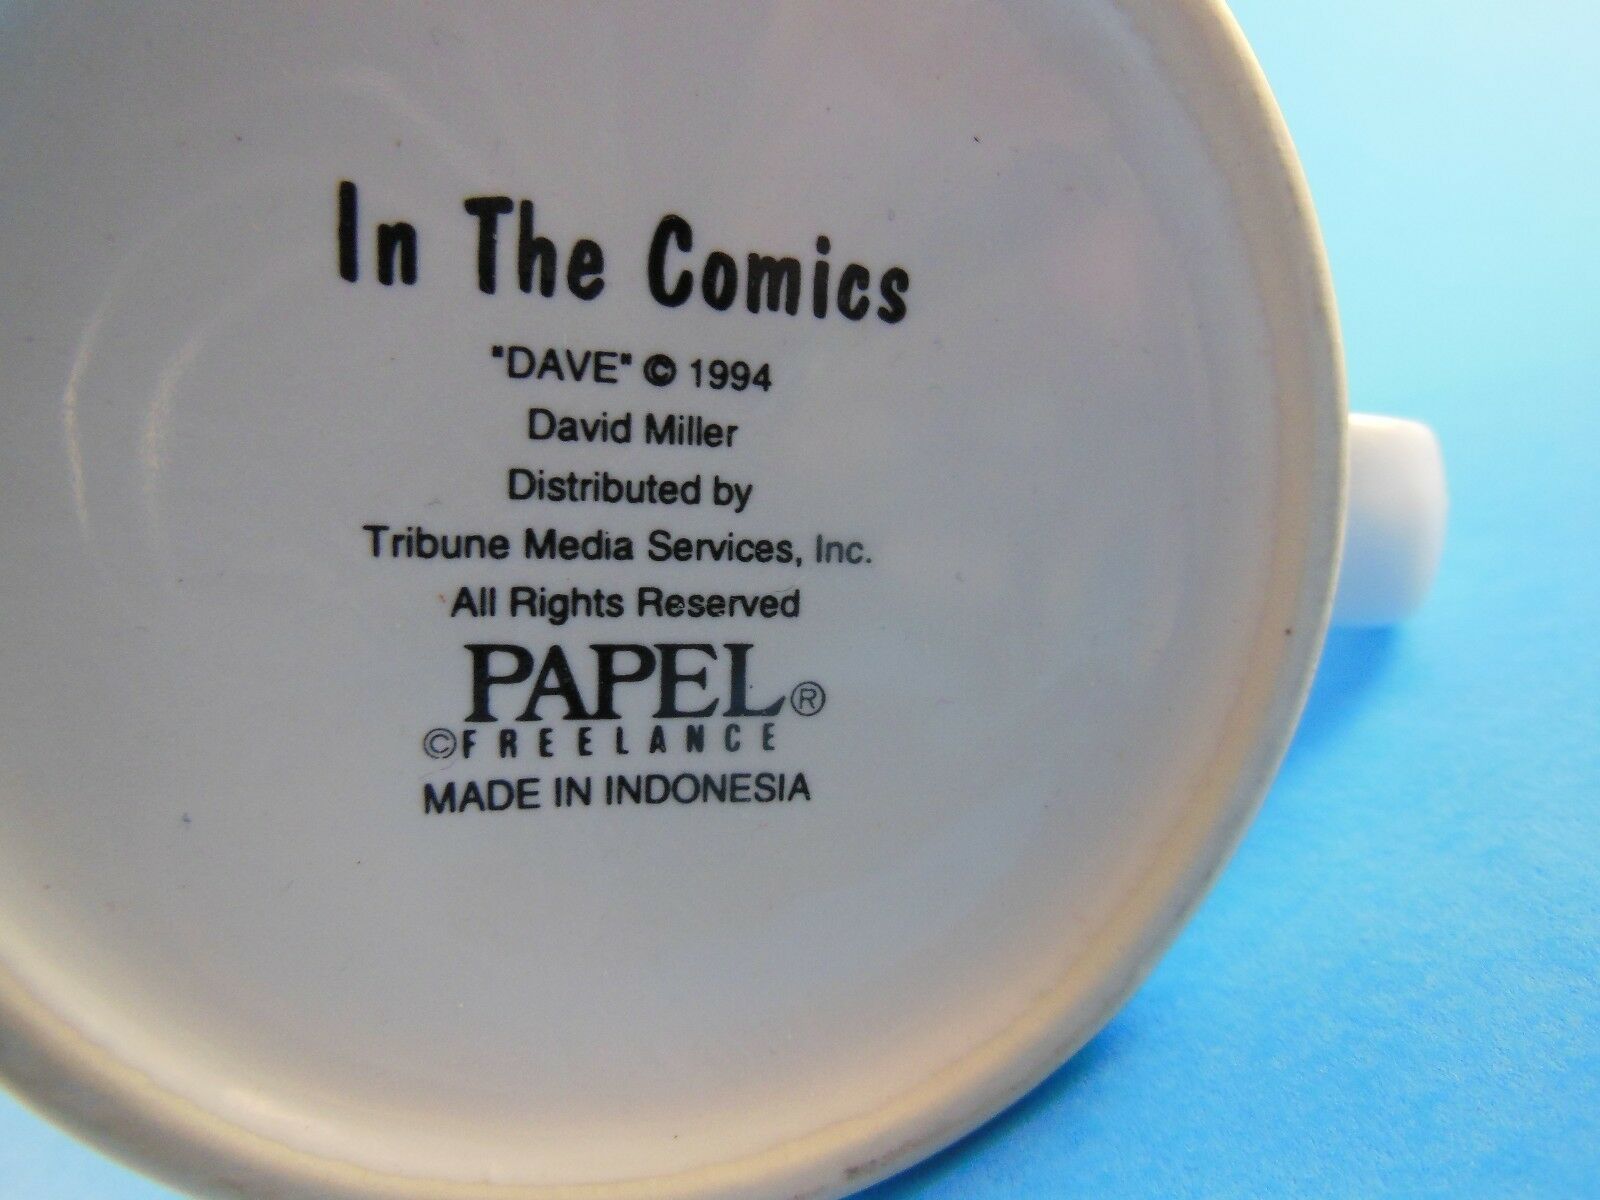 In The Comics
"DAVE" © 1994
David Miller
Distributed by
Tribune Media Services, Inc.
All Rights Reserved
PAPEL®
©FREELANCE
MADE IN INDONESIA